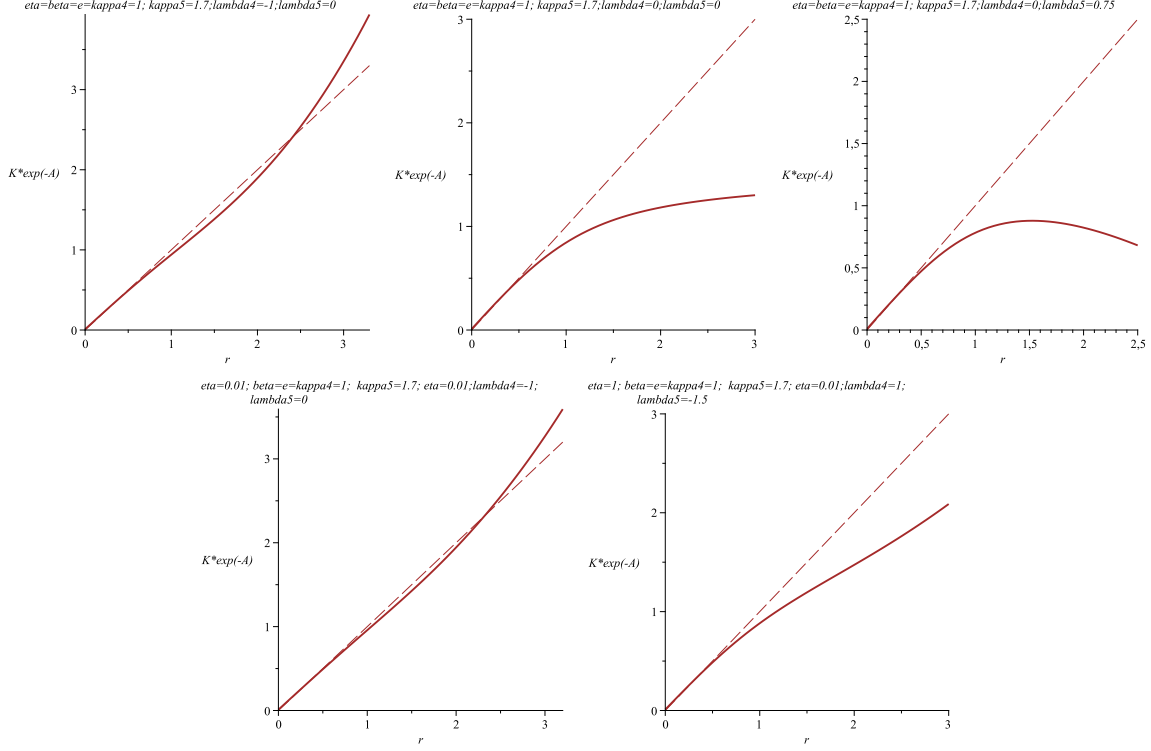 eta=beta=e=kappa4=1; kappa5=1.7;lambda4=-1;lambda5=0
3
2
K*exp(-A)
1
0
0
1
2
3
r
eta=beta=e=kappa4=1; kappa5=1.7;lambda4=0;lambda5=0
3
2
K*exp(-A)
1
0
0
1
2
3
r
eta=beta=e=kappa4=1; kappa5=1.7;lambda4=0;lambda5=0.75
2,5
2
1,5
K*exp(-A)
1
0,5
0
0
0,5
1
1,5
2
2,5
r
eta=0.01; beta=e=kappa4=1;  kappa5=1.7; eta=0.01;lambda4=-1;
lambda5=0
3
2
K*exp(-A)
1
0
0
1
2
3
r
eta=1; beta=e=kappa4=1;  kappa5=1.7; eta=0.01;lambda4=1;
lambda5=-1.5
3
2
K*exp(-A)
1
0
0
1
2
3
r